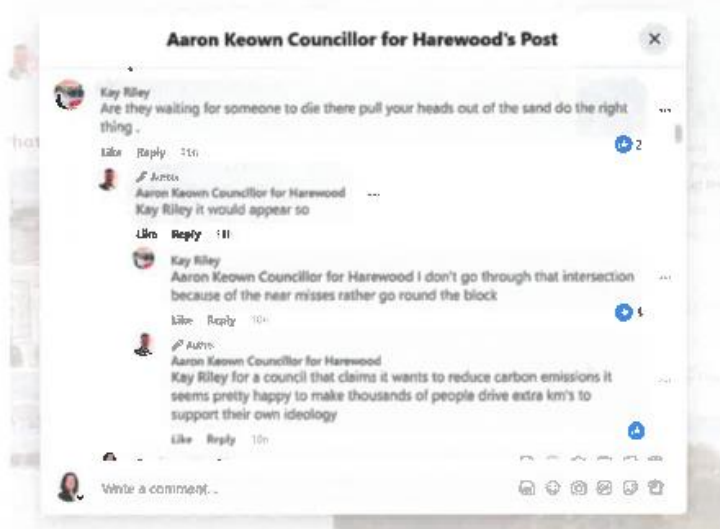 Aaron Keown Councillor for Harewood's Post
Kay Riley
Are they waiting for someone to die there pull your heads out of the sand do the right
thing .
Like Reply
2
Author
Aaron Keown Councillor for Harewood
Kay Riley it would appear so
Like Reply
Kay Riley
Aaron Keown Councillor for Harewood I don't go through that intersection
because of the near misses rather go round the block
Like Reply 10h
4
Author
Aaron Keown Councillor for Harewood
Kay Riley for a council that claims it wants to reduce carbon emissions it
seems pretty happy to make thousands of people drive extra km's to
support their own ideology
Like Reply 10h
Write a comment...